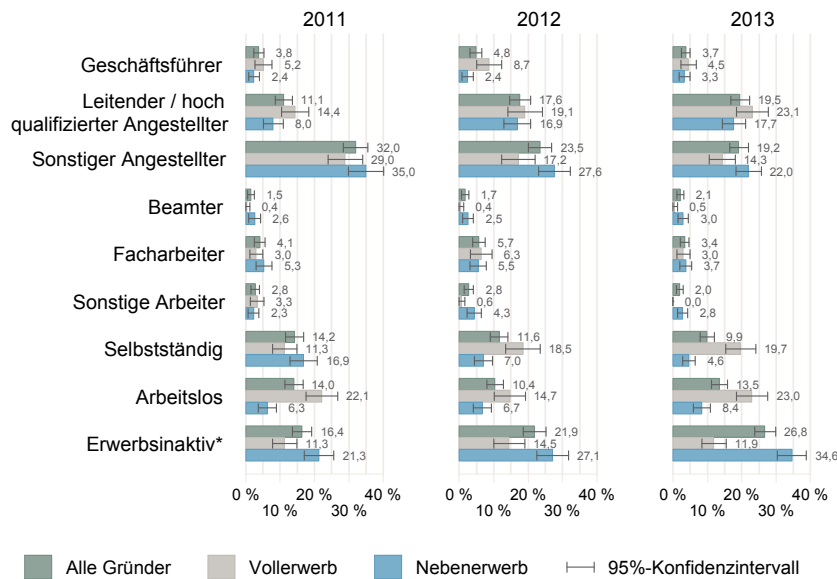 2011 2012 2013
Geschäftsführer 3,8 4,8 3,7
5,2 8,7 4,5
2,4 2,4 3,3
Leitender / hoch
qualifizierter Angestellter
11,1 17,6 19,5
14,4 19,1 23,1
8,0 16,9 17,7
Sonstiger Angestellter 32,0 23,5 19,2
29,0 17,2 14,3
35,0 27,6 22,0
Beamter 1,5 1,7 2,1
0,4 0,4 0,5
2,6 2,5 3,0
Facharbeiter 4,1 5,7 3,4
3,0 6,3 3,0
5,3 5,5 3,7
Sonstige Arbeiter 2,8 2,8 2,0
3,3 0,6 0,0
2,3 4,3 2,8
Selbstständig 14,2 11,6 9,9
11,3 18,5 19,7
16,9 7,0 4,6
Arbeitslos 14,0 10,4 13,5
22,1 14,7 23,0
6,3 6,7 8,4
Erwerbsinaktiv* 16,4 21,9 26,8
11,3 14,5 11,9
21,3 27,1 34,6
0 % 20 % 40 % 0 % 20 % 40 % 0 % 20 % 40 %
10 % 30 % 10 % 30 % 10 % 30 %
Alle Gründer Vollerwerb Nebenerwerb 95%-Konfidenzintervall